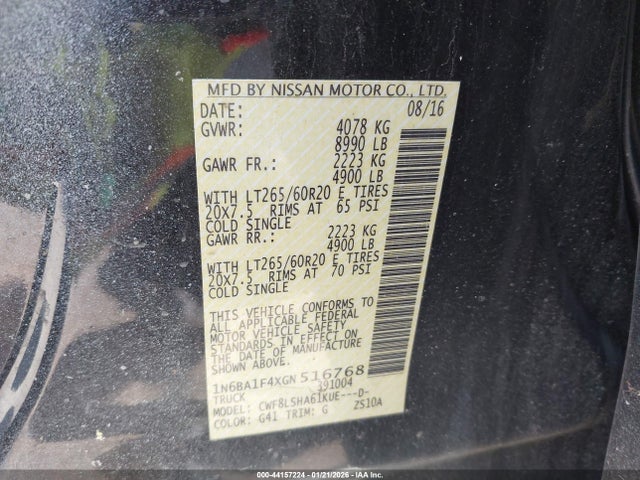 MFD BY NISSAN MOTOR CO., LTD.
DATE: 08/16
GVWR: 4078 KG
8990 LB
GAWR FR.: 2223 KG
4900 LB
WITH LT265/60R20 E TIRES
20X7.5 RIMS AT 65 PSI
COLD SINGLE
GAWR RR.: 2223 KG
4900 LB
WITH LT265/60R20 E TIRES
20X7.5 RIMS AT 70 PSI
COLD SINGLE
THIS VEHICLE CONFORMS TO
ALL APPLICABLE FEDERAL
MOTOR VEHICLE SAFETY
STANDARDS IN EFFECT ON
THE DATE OF MANUFACTURE
SHOWN ABOVE.
1N6BA1F4XGN516768
TRUCK 391004
MODEL: CWF8LSHA61KUE---D-
COLOR: G41 TRIM: G ZS10A
000-44157224 - 01/21/2026 - IAA Inc.